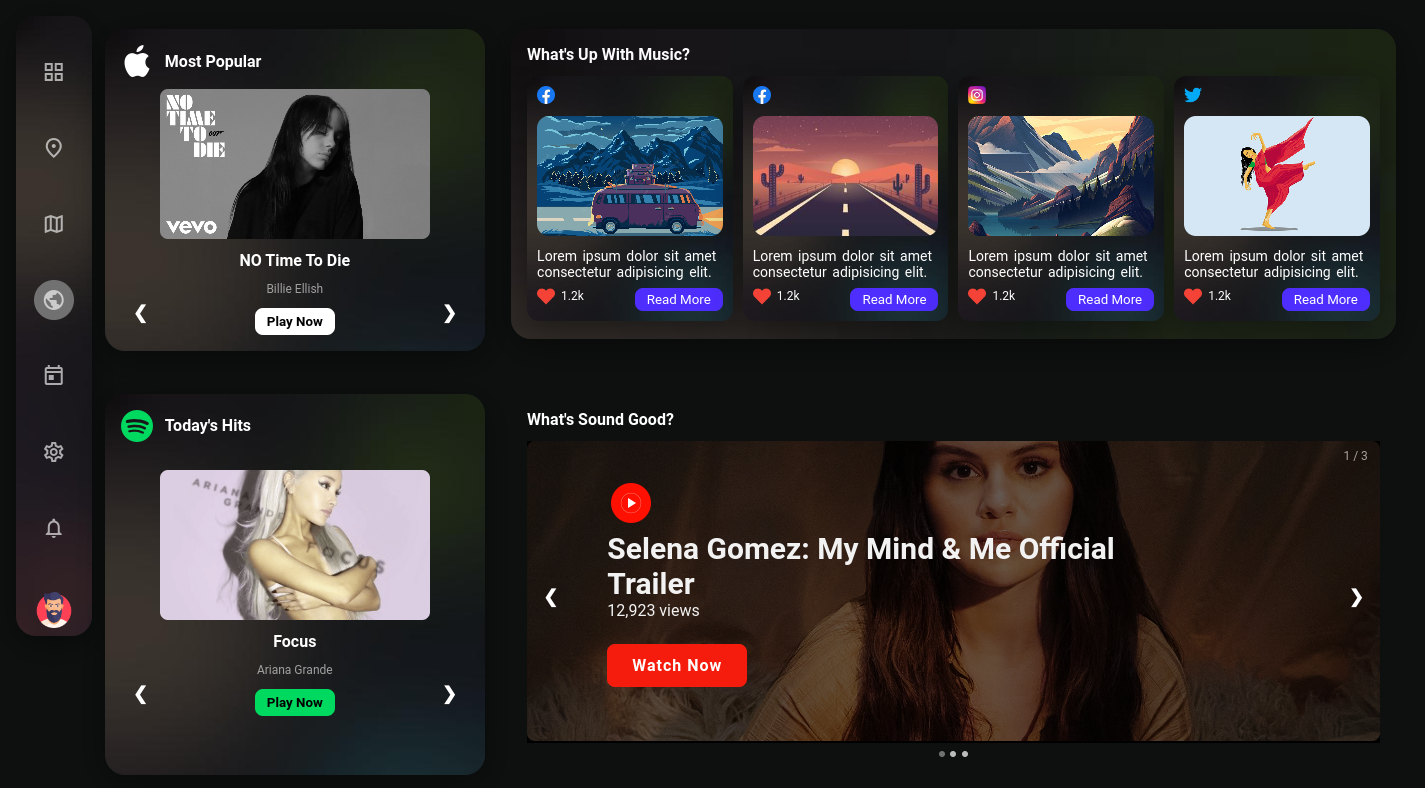 Most Popular
NO
TIME
TO 007
DIE
vevo
NO Time To Die
Billie Ellish
❮ ❯
Play Now
What's Up With Music?
Lorem ipsum dolor sit amet
consectetur adipisicing elit.
1.2k Read More
Lorem ipsum dolor sit amet
consectetur adipisicing elit.
1.2k Read More
Lorem ipsum dolor sit amet
consectetur adipisicing elit.
1.2k Read More
Lorem ipsum dolor sit amet
consectetur adipisicing elit.
1.2k Read More
Today's Hits
ARIANA
GRANDE
FOCUS
Focus
Ariana Grande
❮ ❯
Play Now
What's Sound Good?
1 / 3
Selena Gomez: My Mind & Me Official
Trailer
❮ ❯
12,923 views
Watch Now